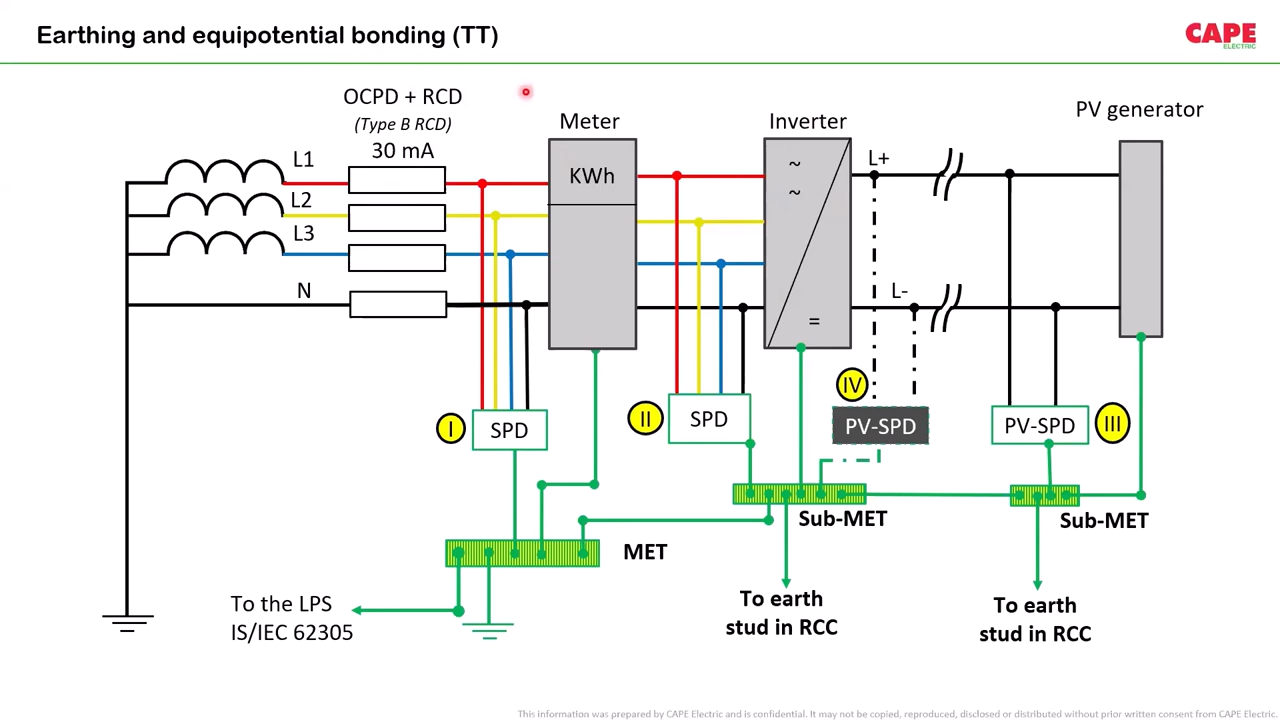 Earthing and equipotential bonding (TT)
CAPE
ELECTRIC
OCPD + RCD
(Type B RCD)
30 mA
Meter
Inverter
PV generator
L1
L2
L3
N
KWh
~
~
=
L+
L-
I
SPD
II
SPD
IV
PV-SPD
PV-SPD
III
Sub-MET
Sub-MET
MET
To the LPS
IS/IEC 62305
To earth
stud in RCC
To earth
stud in RCC
This information was prepared by CAPE Electric and is confidential. It may not be copied, reproduced, disclosed or distributed without prior written consent from CAPE Electric.